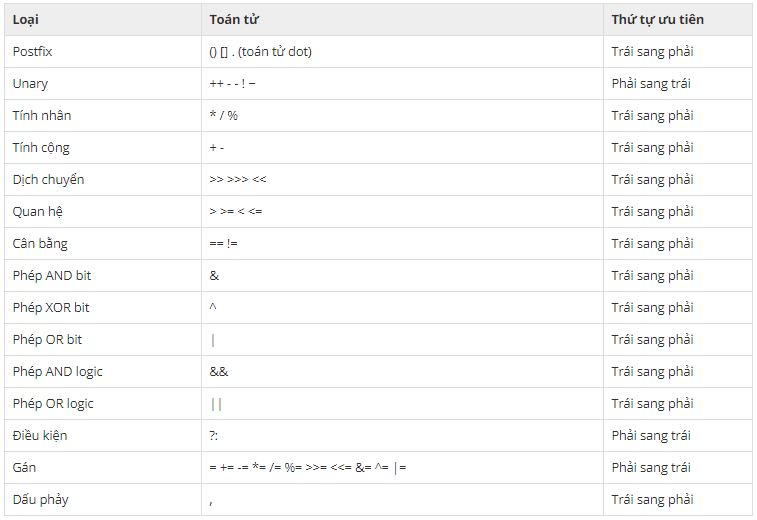 Loại Toán tử Thứ tự ưu tiên
Postfix () [] . (toán tử dot) Trái sang phải
Unary ++ - - ! ~ Phải sang trái
Tính nhân * / % Trái sang phải
Tính cộng + - Trái sang phải
Dịch chuyển >> >>> << Trái sang phải
Quan hệ > >= < <= Trái sang phải
Cân bằng == != Trái sang phải
Phép AND bit & Trái sang phải
Phép XOR bit ^ Trái sang phải
Phép OR bit | Trái sang phải
Phép AND logic && Trái sang phải
Phép OR logic || Trái sang phải
Điều kiện ?: Phải sang trái
Gán = += -= *= /= %= >>= <<= &= ^= |= Phải sang trái
Dấu phảy , Trái sang phải